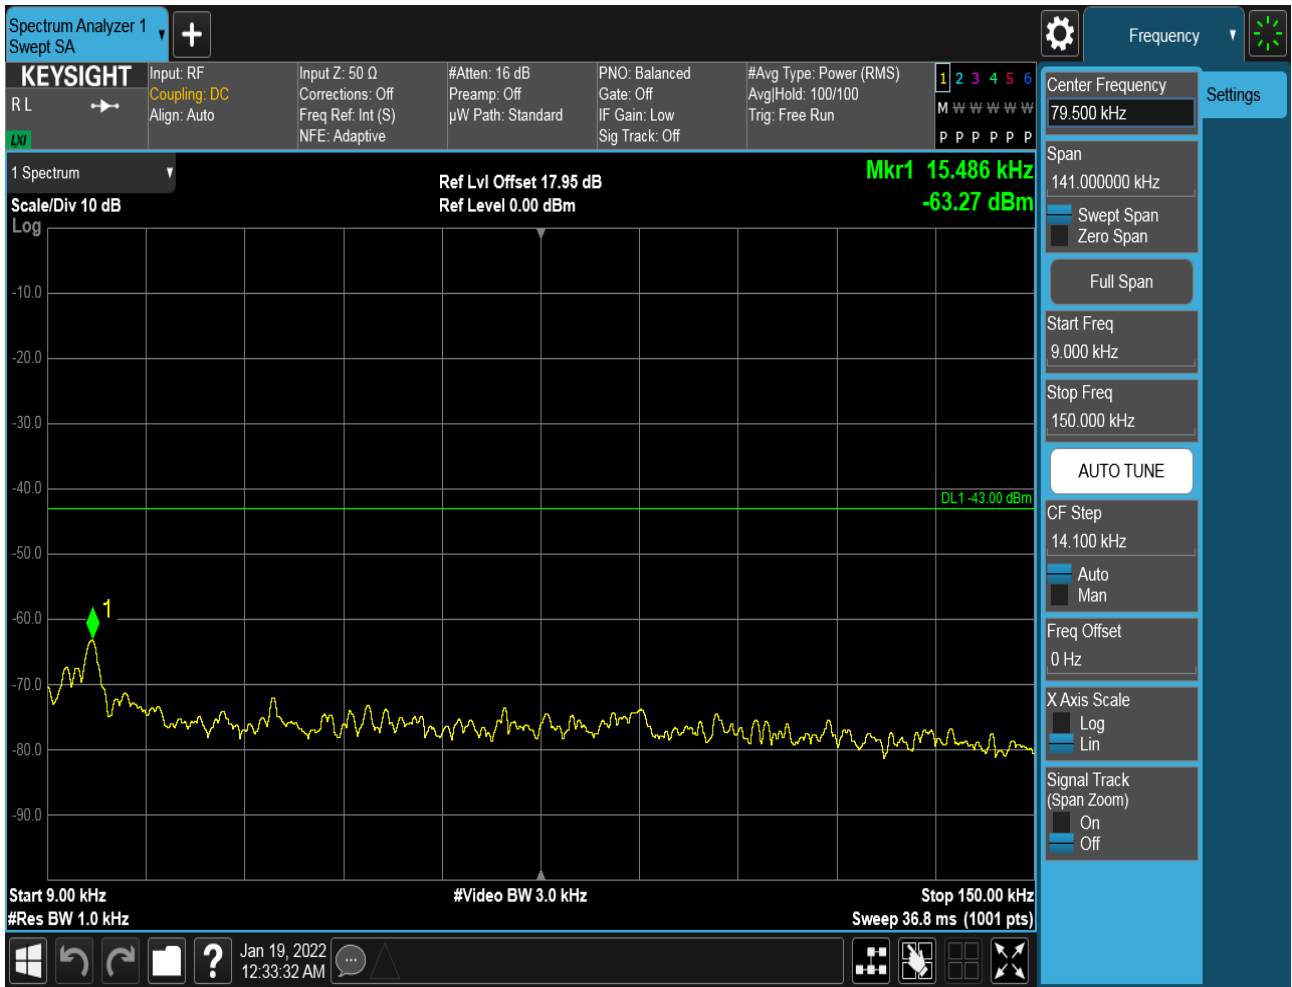 Spectrum Analyzer 1
Swept SA
Frequency
KEYSIGHT
R L
LXI
Input: RF
Coupling: DC
Align: Auto
Input Z: 50 Ω
Corrections: Off
Freq Ref: Int (S)
NFE: Adaptive
#Atten: 16 dB
Preamp: Off
µW Path: Standard
PNO: Balanced
Gate: Off
IF Gain: Low
Sig Track: Off
#Avg Type: Power (RMS)
Avg|Hold: 100/100
Trig: Free Run
1 2 3 4 5 6
M W W W W W
P P P P P P
1 Spectrum
Scale/Div 10 dB
Log
Ref Lvl Offset 17.95 dB
Ref Level 0.00 dBm
Mkr1 15.486 kHz
-63.27 dBm
-10.0
-20.0
-30.0
-40.0
DL1 -43.00 dBm
-50.0
-60.0
1
-70.0
-80.0
-90.0
Start 9.00 kHz
#Video BW 3.0 kHz
Stop 150.00 kHz
#Res BW 1.0 kHz
Sweep 36.8 ms (1001 pts)
Jan 19, 2022
12:33:32 AM
Center Frequency
79.500 kHz
Settings
Span
141.000000 kHz
Swept Span
Zero Span
Full Span
Start Freq
9.000 kHz
Stop Freq
150.000 kHz
AUTO TUNE
CF Step
14.100 kHz
Auto
Man
Freq Offset
0 Hz
X Axis Scale
Log
Lin
Signal Track
(Span Zoom)
On
Off